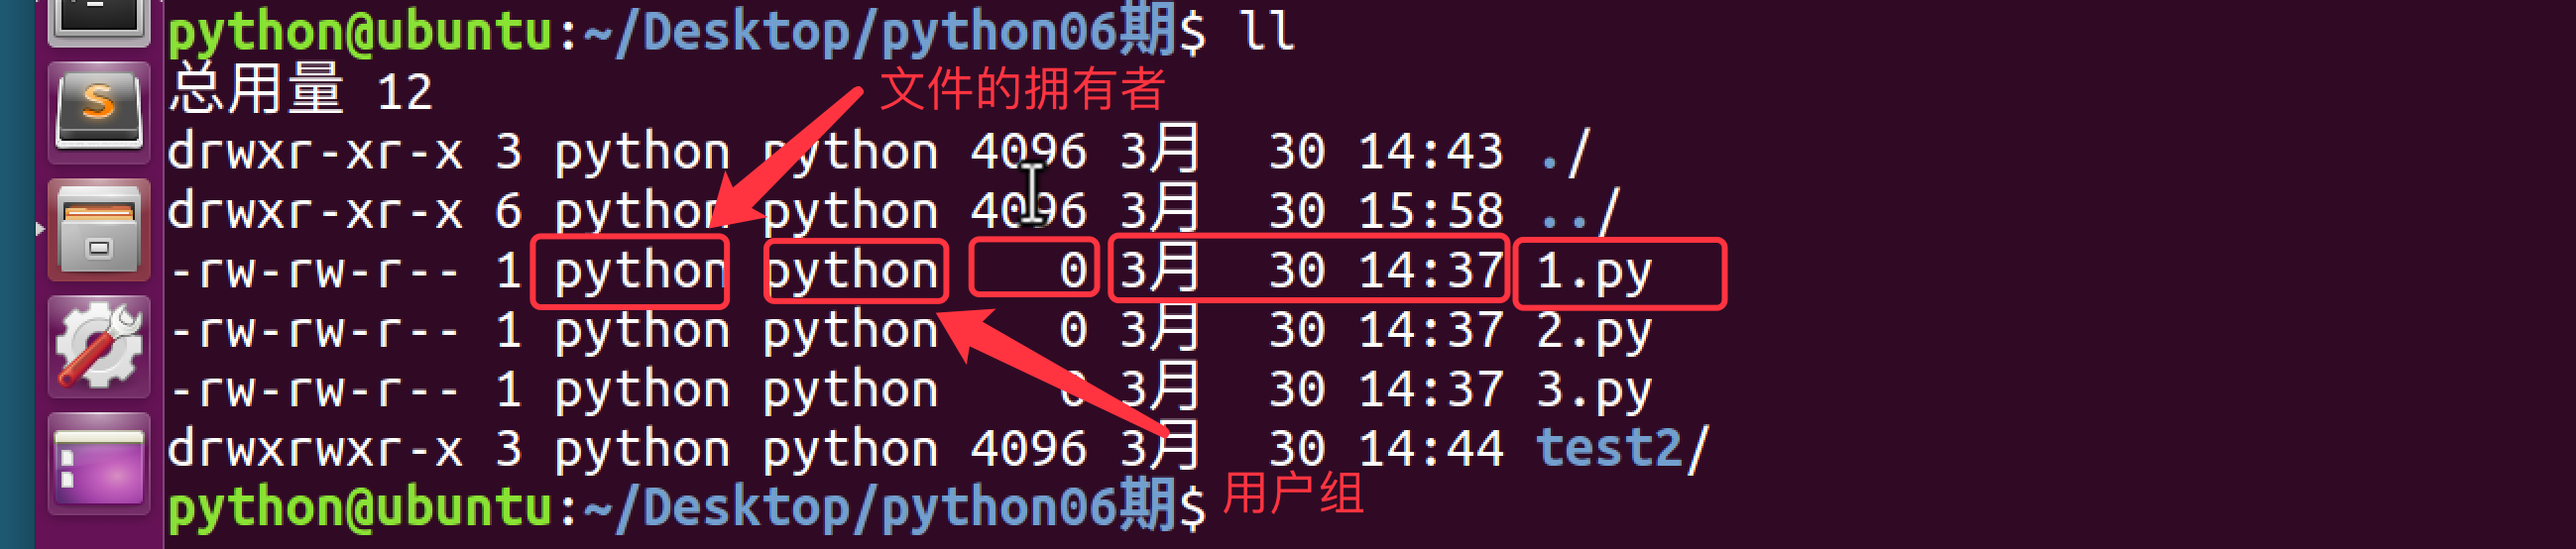 python@ubuntu:~/Desktop/python06期$ ll
总用量 12
文件的拥有者
drwxr-xr-x 3 python python 4096 3月  30 14:43 ./
drwxr-xr-x 6 python python 4096 3月  30 15:58 ../
-rw-rw-r-- 1 python python    0 3月  30 14:37 1.py
-rw-rw-r-- 1 python python    0 3月  30 14:37 2.py
-rw-rw-r-- 1 python python    0 3月  30 14:37 3.py
drwxrwxr-x 3 python python 4096 3月  30 14:44 test2/
python@ubuntu:~/Desktop/python06期$
用户组